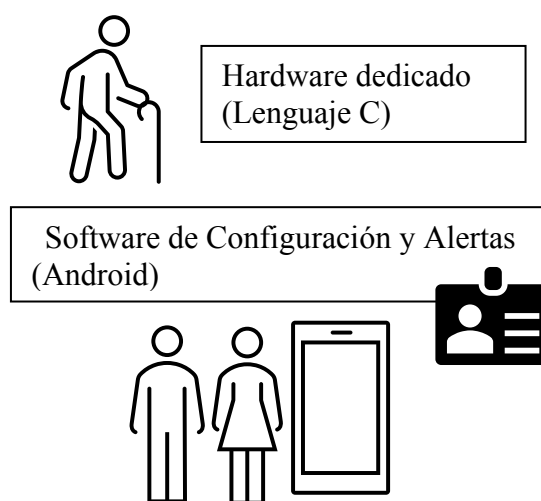 Hardware dedicado
(Lenguaje C)
Software de Configuración y Alertas
(Android)